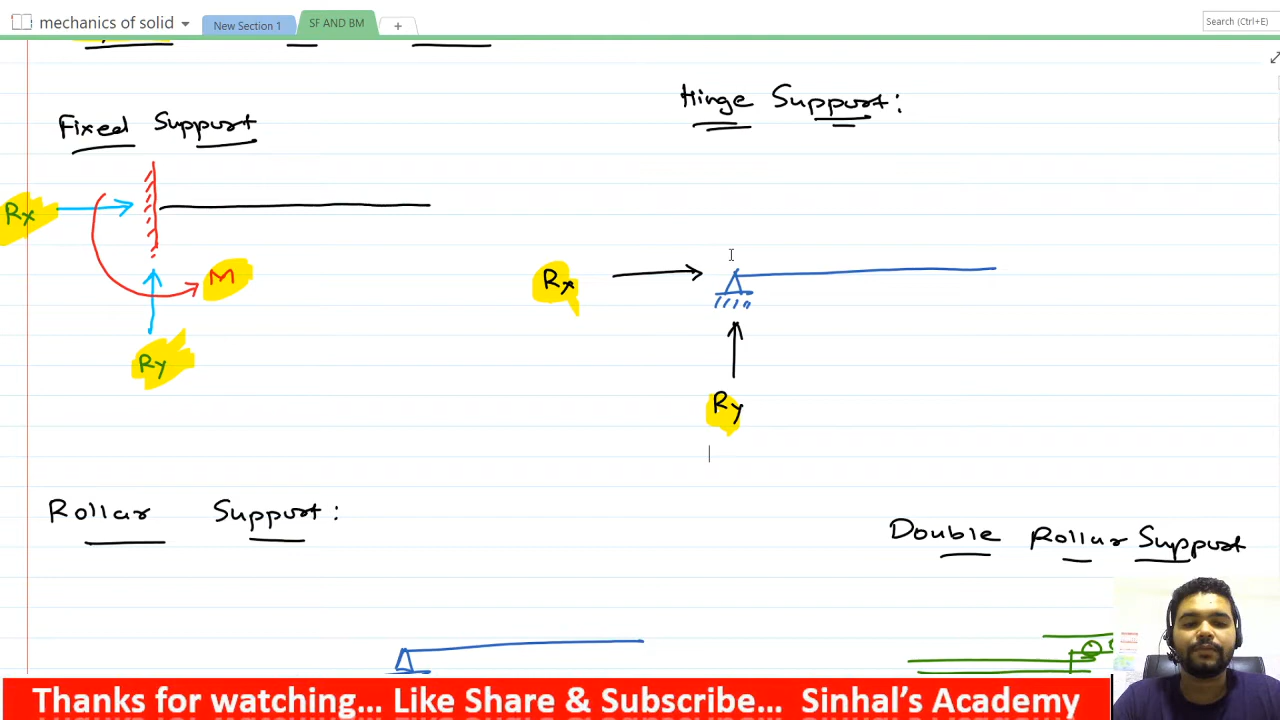 mechanics of solid
New Section 1
SF AND BM
+
Search (Ctrl+E)
Hinge Support:
Fixed Support
Rx
M
Ry
Rx
Ry
Rollar Support:
Double Rollar Support
Thanks for watching... Like Share & Subscribe... Sinhal's Academy